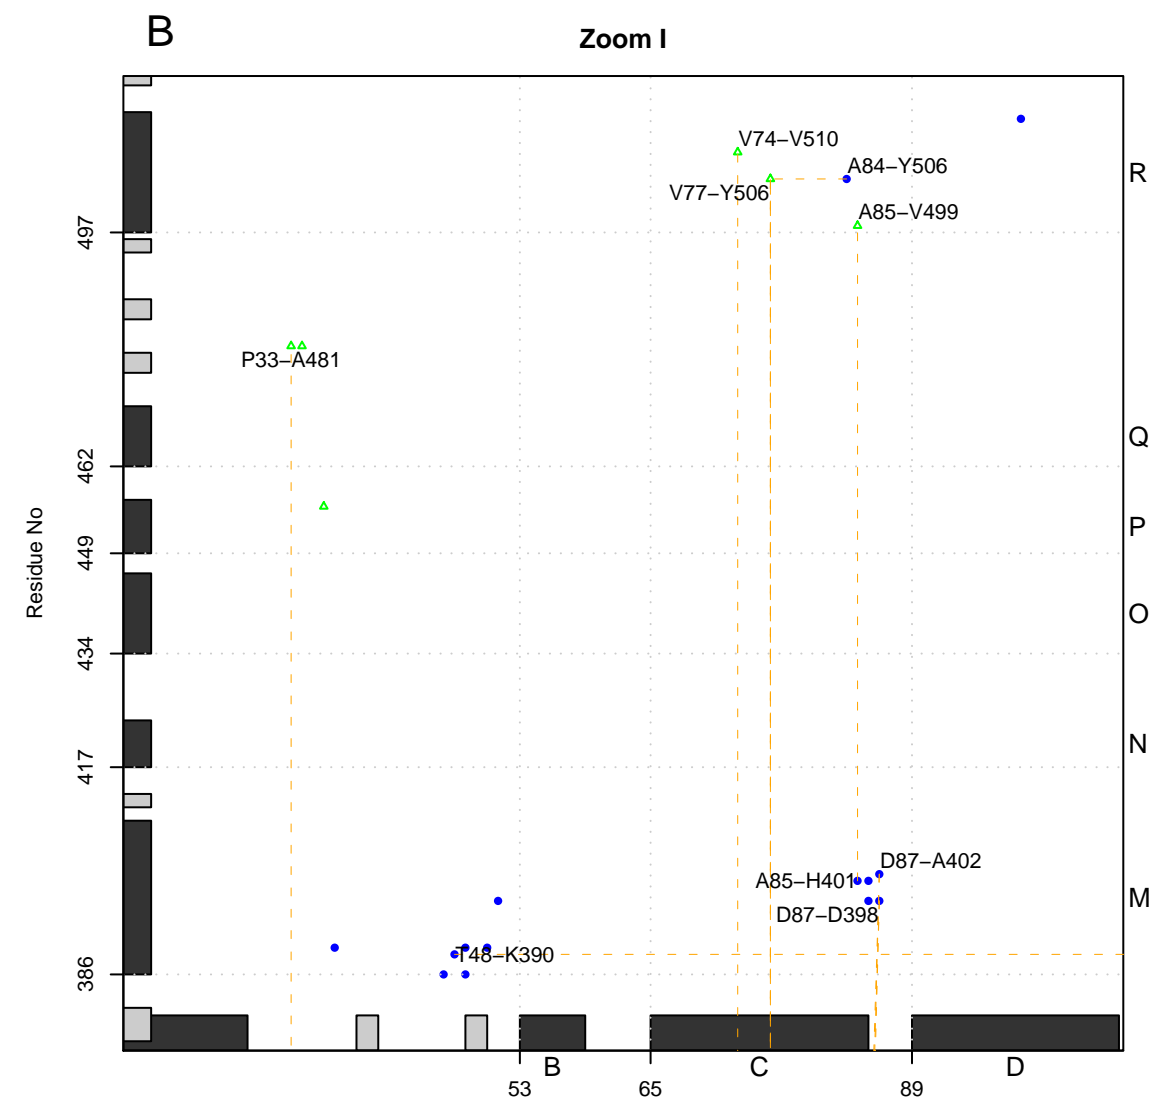 B
Zoom I
V74–V510
A84–Y506
R
V77–Y506
A85–V499
497
P33–A481
Q
462
P
449
Residue No
O
434
N
417
D87–A402
A85–H401
M
D87–D398
T48–K390
386
B
C
D
53
65
89